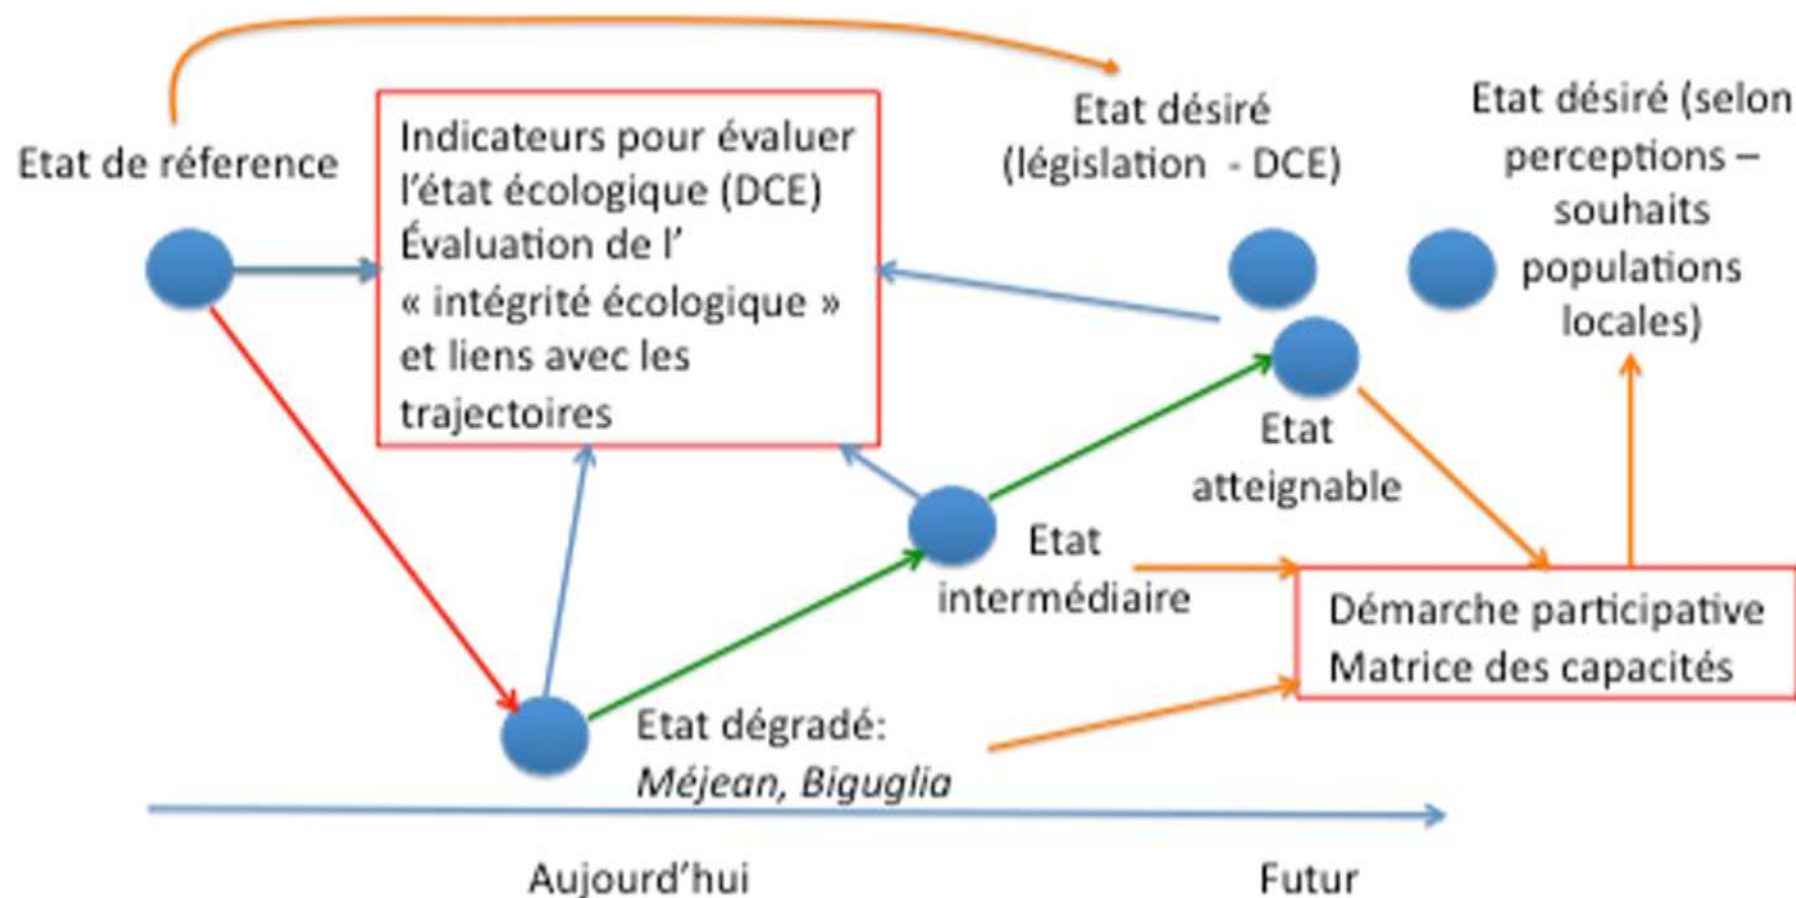 Etat de réference
Indicateurs pour évaluer
l'état écologique (DCE)
Évaluation de l'
« intégrité écologique »
et liens avec les
trajectoires
Etat désiré
(législation - DCE)
Etat désiré (selon
perceptions –
souhaits
populations
locales)
Etat
atteignable
Etat
intermédiaire
Démarche participative
Matrice des capacités
Etat dégradé:
Méjean, Biguglia
Aujourd'hui
Futur